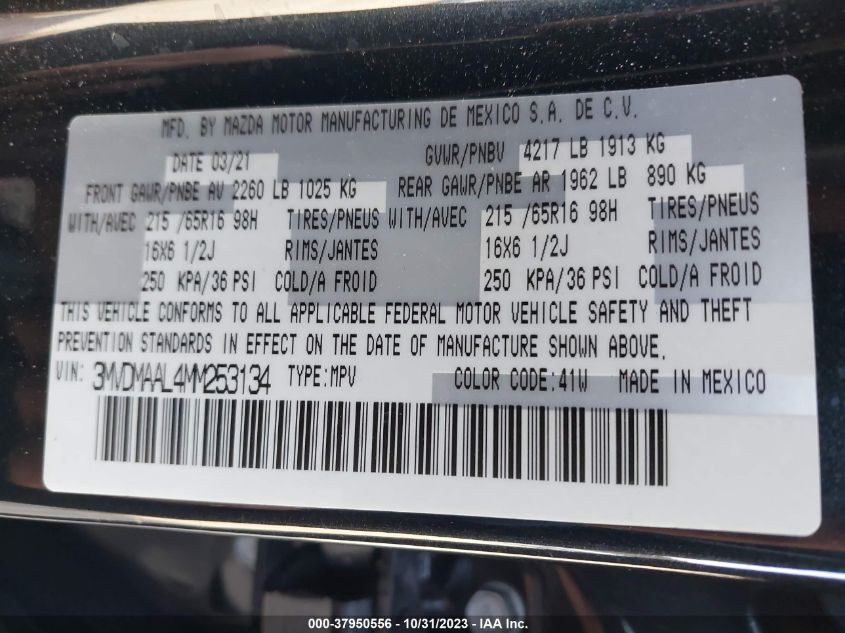 MFD. BY MAZDA MOTOR MANUFACTURING DE MEXICO S.A. DE C.V.
DATE 03/21 GVWR/PNBV 4217 LB 1913 KG
FRONT GAWR/PNBE AV 2260 LB 1025 KG REAR GAWR/PNBE AR 1962 LB 890 KG
WITH/AVEC 215 /65R16 98H TIRES/PNEUS WITH/AVEC 215 /65R16 98H TIRES/PNEUS
16X6 1/2J RIMS/JANTES 16X6 1/2J RIMS/JANTES
250 KPA/36 PSI COLD/A FROID 250 KPA/36 PSI COLD/A FROID
THIS VEHICLE CONFORMS TO ALL APPLICABLE FEDERAL MOTOR VEHICLE SAFETY AND THEFT
PREVENTION STANDARDS IN EFFECT ON THE DATE OF MANUFACTURE SHOWN ABOVE.
VIN: 3MVDMAAL4MM253134 TYPE:MPV COLOR CODE:41W MADE IN MEXICO
000-37950556 - 10/31/2023 - IAAI.com